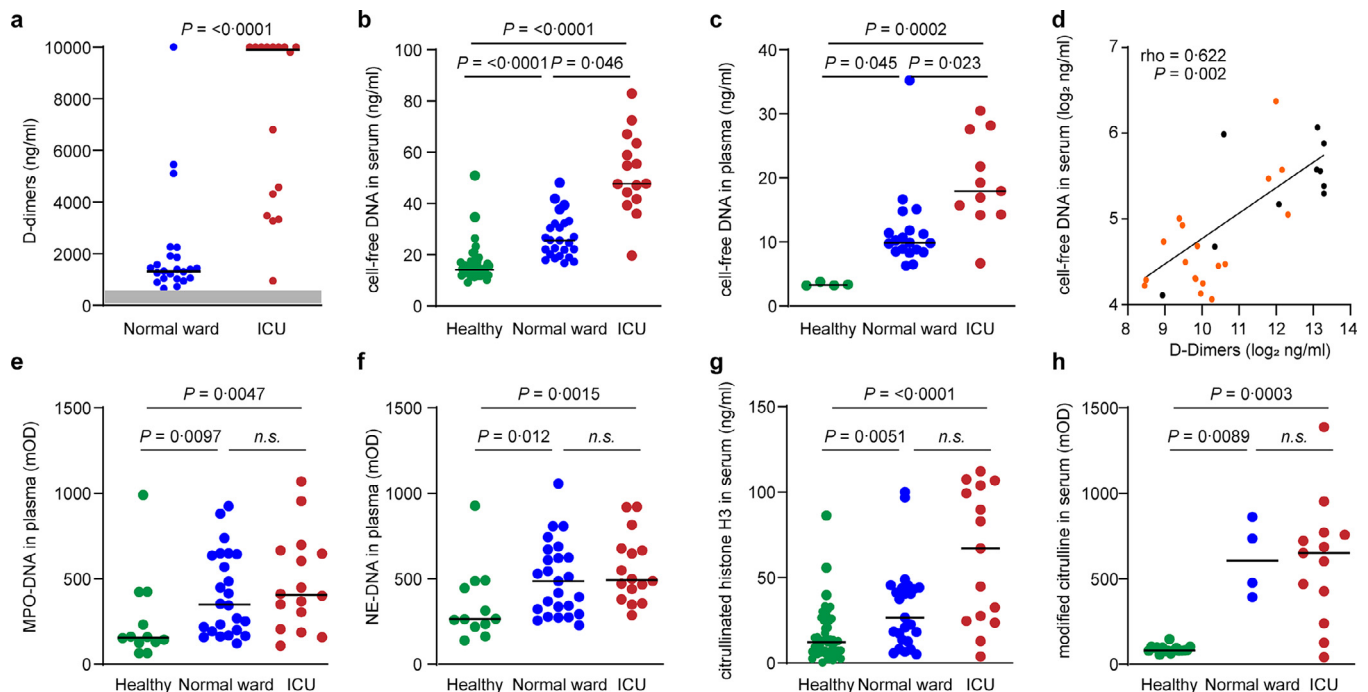 a
P = <0·0001
D-dimers (ng/ml)
10000
8000
6000
4000
2000
0
Normal ward ICU
b
P = <0·0001
P = <0·0001 P = 0·046
cell-free DNA in serum (ng/ml)
100
80
60
40
20
0
Healthy Normal ward ICU
c
P = 0·0002
P = 0·045 P = 0·023
cell-free DNA in plasma (ng/ml)
40
30
20
10
0
Healthy Normal ward ICU
d
rho = 0·622
P = 0·002
cell-free DNA in serum (log₂ ng/ml)
7
6
5
4
8 9 10 11 12 13 14
D-Dimers (log₂ ng/ml)
e
P = 0·0047
P = 0·0097 n.s.
MPO-DNA in plasma (mOD)
1500
1000
500
0
Healthy Normal ward ICU
f
P = 0·0015
P = 0·012 n.s.
NE-DNA in plasma (mOD)
1500
1000
500
0
Healthy Normal ward ICU
g
P = <0·0001
P = 0·0051 n.s.
citrullinated histone H3 in serum (ng/ml)
150
100
50
0
Healthy Normal ward ICU
h
P = 0·0003
P = 0·0089 n.s.
modified citrulline in serum (mOD)
1500
1000
500
0
Healthy Normal ward ICU